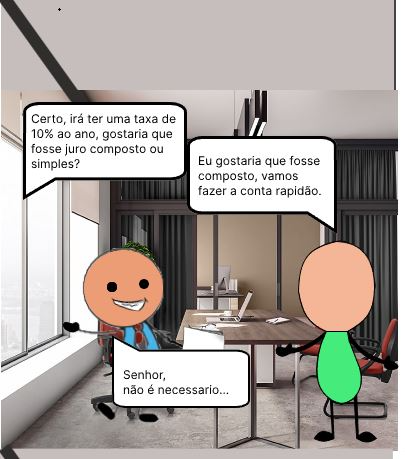 Certo, irá ter uma taxa de
10% ao ano, gostaria que
fosse juro composto ou
simples?
Eu gostaria que fosse
composto, vamos
fazer a conta rapidão.
Senhor,
não é necessario...